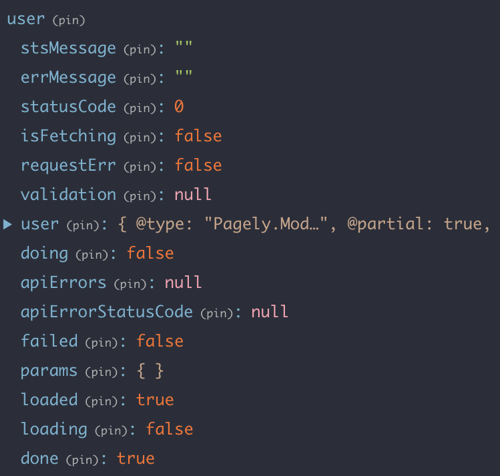 user (pin)
stsMessage (pin): ""
errMessage (pin): ""
statusCode (pin): 0
isFetching (pin): false
requestErr (pin): false
validation (pin): null
user (pin): { @type: "Pagely.Mod…", @partial: true,
doing (pin): false
apiErrors (pin): null
apiErrorStatusCode (pin): null
failed (pin): false
params (pin): { }
loaded (pin): true
loading (pin): false
done (pin): true